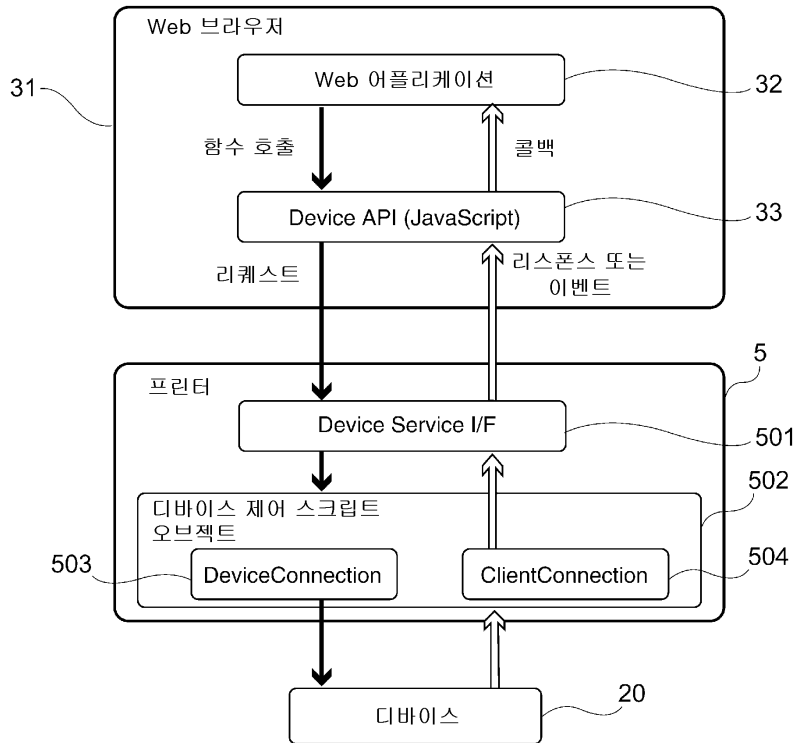 Web 브라우저
31
Web 어플리케이션
32
함수 호출
콜백
Device API (JavaScript)
33
리퀘스트
리스폰스 또는
이벤트
5
프린터
Device Service I/F
501
502
디바이스 제어 스크립트
오브젝트
503
DeviceConnection
ClientConnection
504
디바이스
20